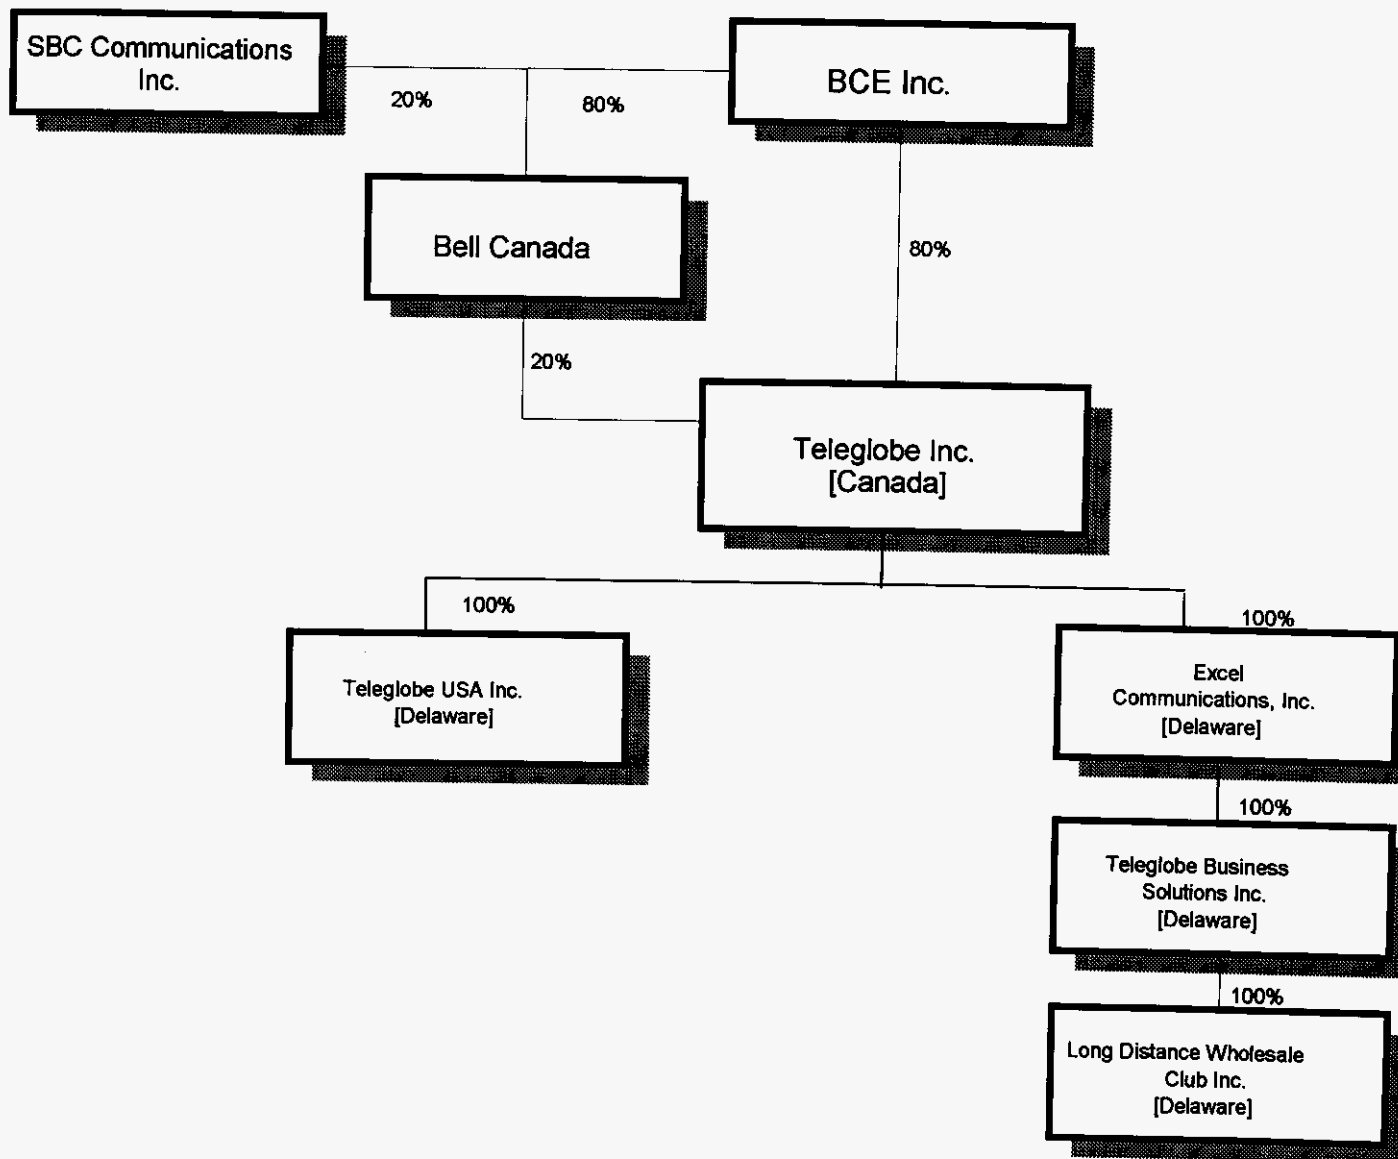 SBC Communications
Inc.
BCE Inc.
20%
80%
Bell Canada
80%
20%
Teleglobe Inc.
[Canada]
100%
100%
Teleglobe USA Inc.
[Delaware]
Excel
Communications, Inc.
[Delaware]
100%
Teleglobe Business
Solutions Inc.
[Delaware]
100%
Long Distance Wholesale
Club Inc.
[Delaware]